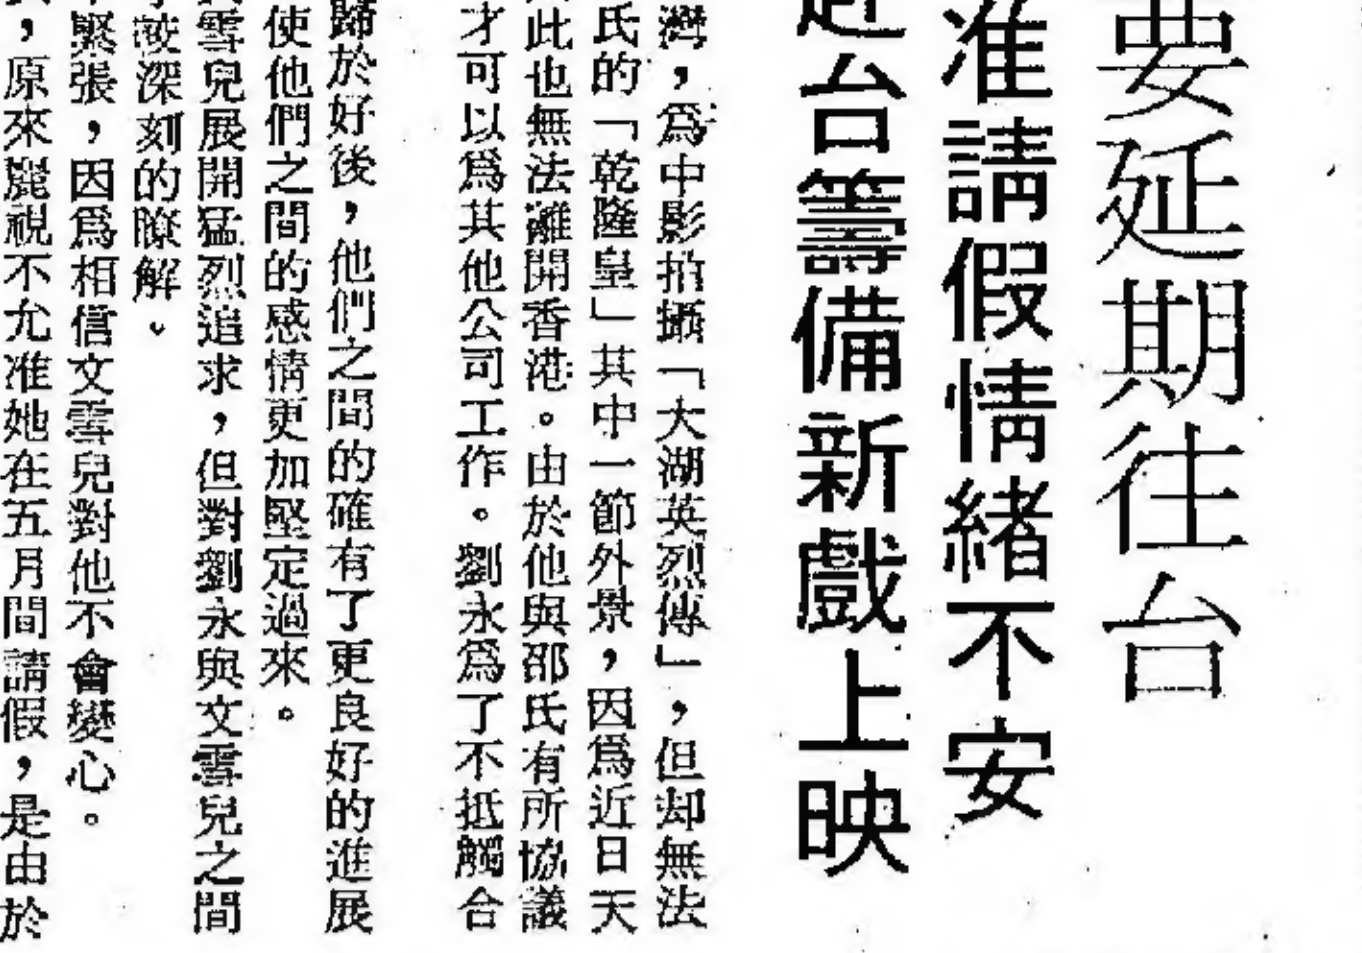 要延期往台
准請假情緒不安
赴台籌備新戲上映
灣，爲中影拍攝「大湖英烈傳」，但却無法
氏的「乾隆皇」其中一節外景，因爲近日天
此也無法離開香港。由於他與邵氏有所協議
才可以爲其他公司工作。劉永爲了不抵觸合
歸於好後，他們之間的確有了更良好的進展
使他們之間的感情更加堅定過來。
雪兒展開猛烈追求，但對劉永與文雪兒之間
較深刻的瞭解。
緊張，因爲相信文雪兒對他不會變心。
，原來麗視不允准她在五月間請假，是由於